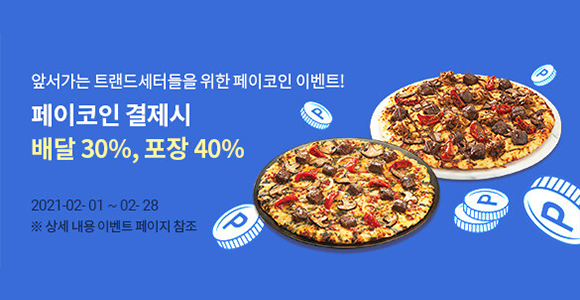 앞서가는 트랜드세터들을 위한 페이코인 이벤트!
페이코인 결제시
배달 30%, 포장 40%
2021-02- 01 ~ 02- 28
※ 상세 내용 이벤트 페이지 참조
P
P
P
P